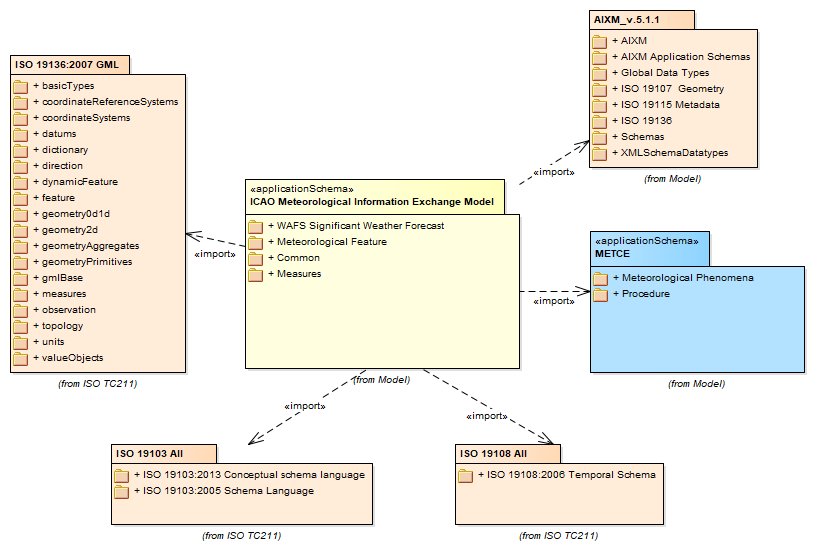 AIXM_v.5.1.1
+ AIXM
+ AIXM Application Schemas
+ Global Data Types
+ ISO 19107  Geometry
+ ISO 19115 Metadata
+ ISO 19136
+ Schemas
+ XMLSchemaDatatypes
(from Model)
ISO 19136:2007 GML
+ basicTypes
+ coordinateReferenceSystems
+ coordinateSystems
+ datums
+ dictionary
+ direction
+ dynamicFeature
+ feature
+ geometry0d1d
+ geometry2d
+ geometryAggregates
+ geometryPrimitives
+ gmlBase
+ measures
+ observation
+ topology
+ units
+ valueObjects
(from ISO TC211)
«import»
«import»
«applicationSchema»
ICAO Meteorological Information Exchange Model
+ WAFS Significant Weather Forecast
+ Meteorological Feature
+ Common
+ Measures
(from Model)
«import»
«applicationSchema»
METCE
+ Meteorological Phenomena
+ Procedure
(from Model)
«import»
«import»
ISO 19103 All
+ ISO 19103:2013 Conceptual schema language
+ ISO 19103:2005 Schema Language
(from ISO TC211)
ISO 19108 All
+ ISO 19108:2006 Temporal Schema
(from ISO TC211)